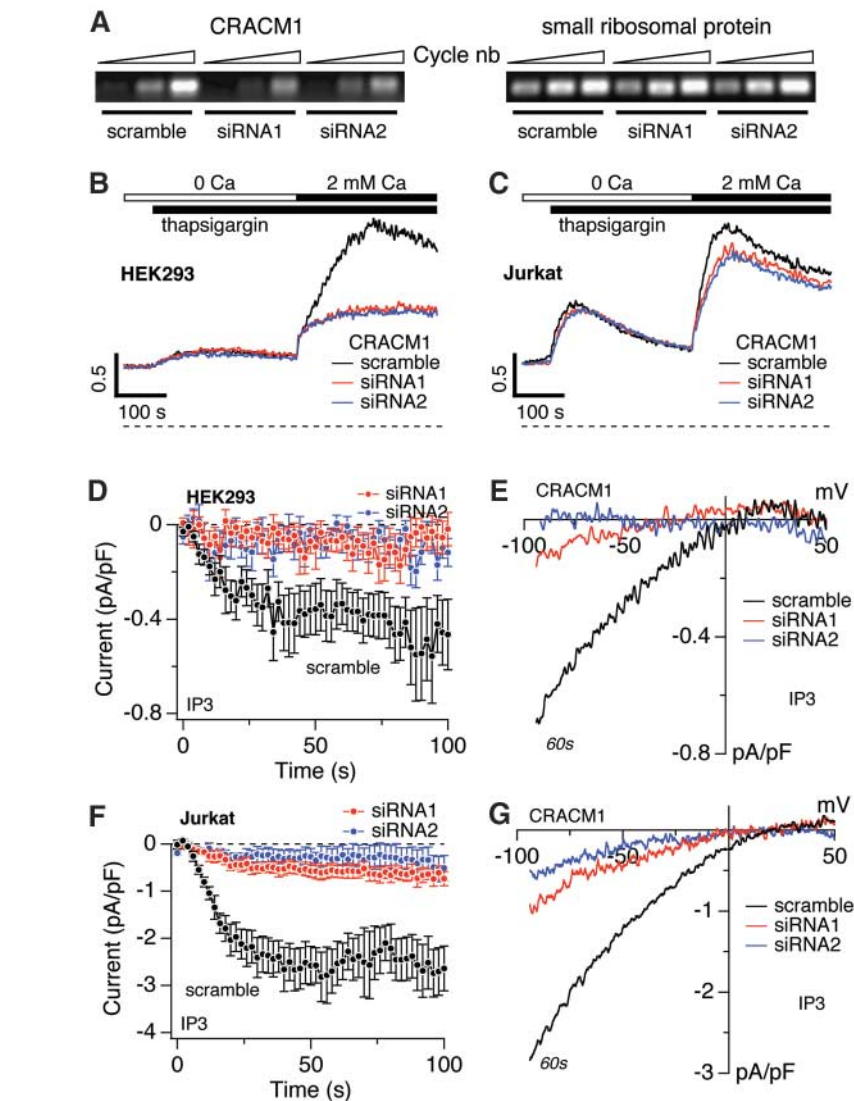 A
CRACM1
small ribosomal protein
Cycle nb
scramble siRNA1 siRNA2
scramble siRNA1 siRNA2
B
0 Ca 2 mM Ca
thapsigargin
HEK293
CRACM1
scramble
siRNA1
siRNA2
0.5
100 s
C
0 Ca 2 mM Ca
thapsigargin
Jurkat
CRACM1
scramble
siRNA1
siRNA2
0.5
100 s
D
HEK293
siRNA1
siRNA2
0
-0.4
-0.8
Current (pA/pF)
scramble
IP3
0 50 100
Time (s)
E
CRACM1
mV
-100 -50 50
scramble
siRNA1
siRNA2
-0.4
IP3
60s
-0.8 pA/pF
F
Jurkat
siRNA1
siRNA2
0
-1
-2
-3
-4
Current (pA/pF)
scramble
IP3
0 50 100
Time (s)
G
CRACM1
mV
-100 -50 50
-1
scramble
siRNA1
siRNA2
-2
IP3
60s
-3 pA/pF